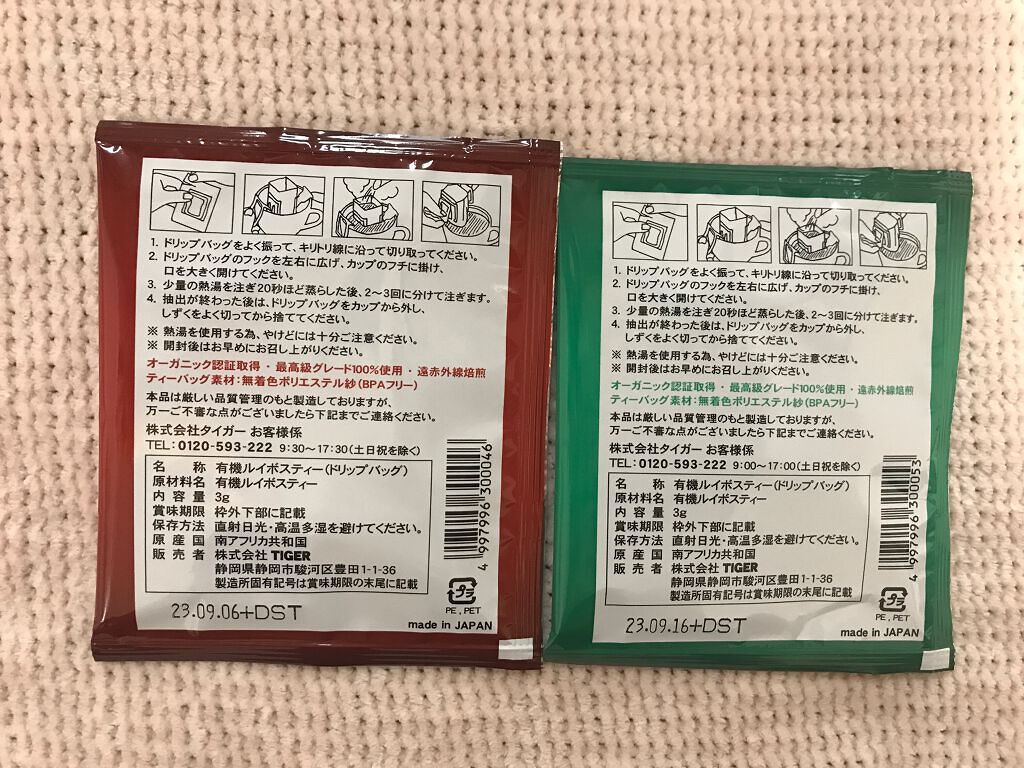 1. ドリップバッグをよく振って、キリトリ線に沿って切り取ってください。
2. ドリップバッグのフックを左右に広げ、カップのフチに掛け、
口を大きく開けてください。
3. 少量の熱湯を注ぎ20秒ほど蒸らした後、2〜3回に分けて注ぎます。
4. 抽出が終わった後は、ドリップバッグをカップから外し、
しずくをよく切ってから捨ててください。
※ 熱湯を使用する為、やけどには十分ご注意ください。
※ 開封後はお早めにお召し上がりください。
オーガニック認証取得・最高級グレード100%使用・遠赤外線焙煎
ティーバッグ素材：無着色ポリエステル紗（BPAフリー）
本品は厳しい品質管理のもと製造しておりますが、
万一ご不審な点がございましたら下記までご連絡ください。
株式会社タイガー お客様係
TEL：0120-593-222 9:30〜17:30（土日祝を除く）
名 称 有機ルイボスティー（ドリップバッグ）
原材料名 有機ルイボスティー
内容量 3g
賞味期限 枠外下部に記載
保存方法 直射日光・高温多湿を避けてください。
原産国 南アフリカ共和国
販売者 株式会社 TIGER
静岡県静岡市駿河区豊田1-1-36
製造所固有記号は賞味期限の末尾に記載
4 997996 300046
プラ
PE , PET
23.09.06+DST
made in JAPAN
1. ドリップバッグをよく振って、キリトリ線に沿って切り取ってください。
2. ドリップバッグのフックを左右に広げ、カップのフチに掛け、
口を大きく開けてください。
3. 少量の熱湯を注ぎ20秒ほど蒸らした後、2〜3回に分けて注ぎます。
4. 抽出が終わった後は、ドリップバッグをカップから外し、
しずくをよく切ってから捨ててください。
※ 熱湯を使用する為、やけどには十分ご注意ください。
※ 開封後はお早めにお召し上がりください。
オーガニック認証取得・最高級グレード100%使用・遠赤外線焙煎
ティーバッグ素材：無着色ポリエステル紗（BPAフリー）
本品は厳しい品質管理のもと製造しておりますが、
万一ご不審な点がございましたら下記までご連絡ください。
株式会社タイガー お客様係
TEL：0120-593-222 9:00〜17:00（土日祝を除く）
名 称 有機ルイボスティー（ドリップバッグ）
原材料名 有機ルイボスティー
内容量 3g
賞味期限 枠外下部に記載
保存方法 直射日光・高温多湿を避けてください。
原産国 南アフリカ共和国
販売者 株式会社 TIGER
静岡県静岡市駿河区豊田1-1-36
製造所固有記号は賞味期限の末尾に記載
4 997996 300053
プラ
PE , PET
23.09.16+DST
made in JAPAN